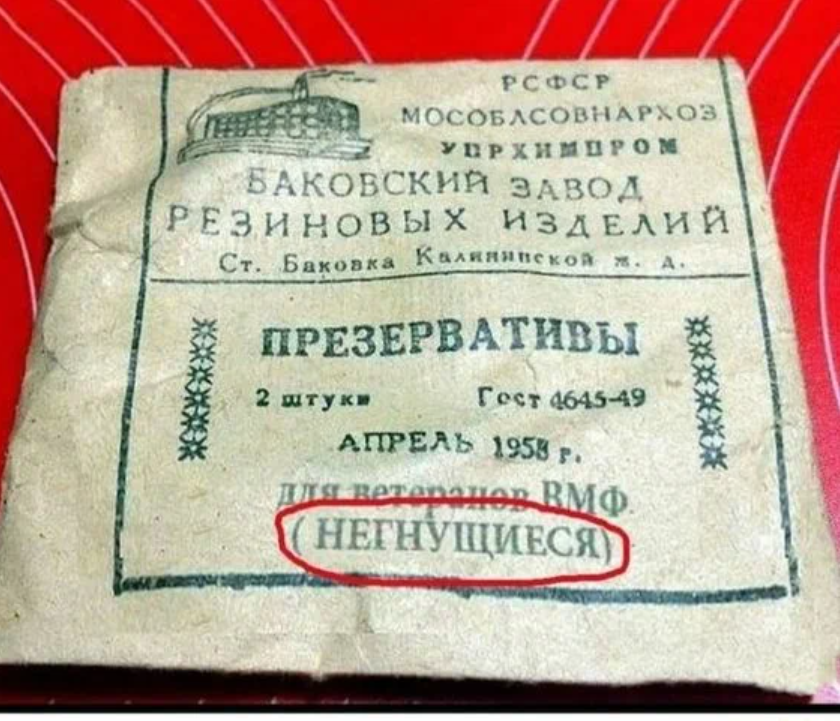 РСФСР
МОСОБЛСОВНАРХОЗ
УПРХИМПРОМ
БАКОВСКИЙ ЗАВОД
РЕЗИНОВЫХ ИЗДЕЛИЙ
Ст. Баковка Калининской ж. д.
ПРЕЗЕРВАТИВЫ
2 штуки Гост 4645-49
АПРЕЛЬ 1958 г.
для ветеранов ВМФ
( НЕГНУЩИЕСЯ)